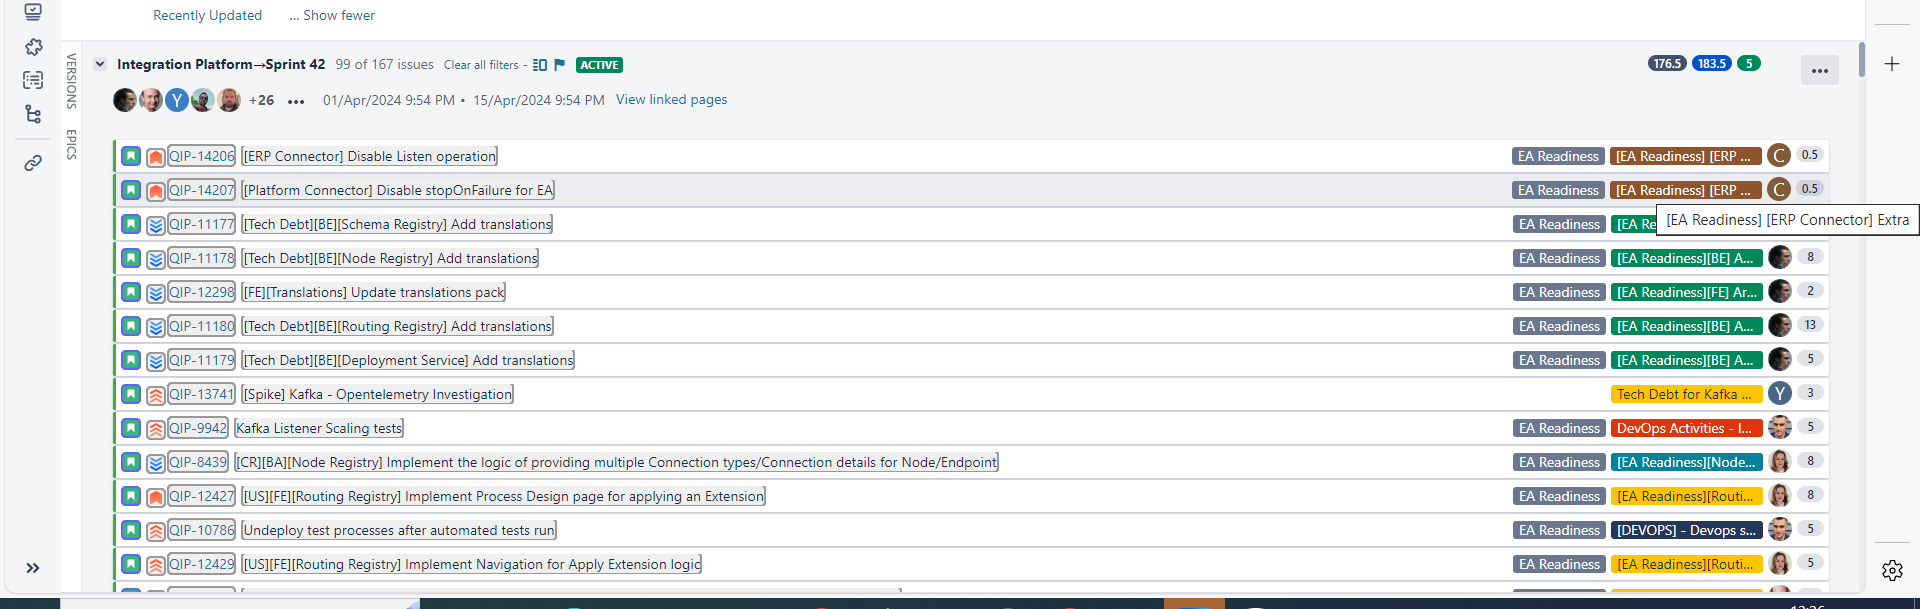 Recently Updated ... Show fewer
Integration Platform→Sprint 42 99 of 167 issues Clear all filters - ACTIVE 176.5 183.5 5
Y +26 ••• 01/Apr/2024 9:54 PM • 15/Apr/2024 9:54 PM View linked pages
VERSIONS
EPICS
QIP-14206 [ERP Connector] Disable Listen operation EA Readiness [EA Readiness] [ERP ... C 0.5
QIP-14207 [Platform Connector] Disable stopOnFailure for EA EA Readiness [EA Readiness] [ERP ... C 0.5
[EA Readiness] [ERP Connector] Extra
QIP-11177 [Tech Debt][BE][Schema Registry] Add translations EA Readiness [EA Re
QIP-11178 [Tech Debt][BE][Node Registry] Add translations EA Readiness [EA Readiness][BE] A... 8
QIP-12298 [FE][Translations] Update translations pack EA Readiness [EA Readiness][FE] Ar... 2
QIP-11180 [Tech Debt][BE][Routing Registry] Add translations EA Readiness [EA Readiness][BE] A... 13
QIP-11179 [Tech Debt][BE][Deployment Service] Add translations EA Readiness [EA Readiness][BE] A... 5
QIP-13741 [Spike] Kafka - Opentelemetry Investigation Tech Debt for Kafka ... Y 3
QIP-9942 Kafka Listener Scaling tests EA Readiness DevOps Activities - I... 5
QIP-8439 [CR][BA][Node Registry] Implement the logic of providing multiple Connection types/Connection details for Node/Endpoint EA Readiness [EA Readiness][Node... 8
QIP-12427 [US][FE][Routing Registry] Implement Process Design page for applying an Extension EA Readiness [EA Readiness][Routi... 8
QIP-10786 Undeploy test processes after automated tests run EA Readiness [DEVOPS] - Devops s... 5
QIP-12429 [US][FE][Routing Registry] Implement Navigation for Apply Extension logic EA Readiness [EA Readiness][Routi... 5